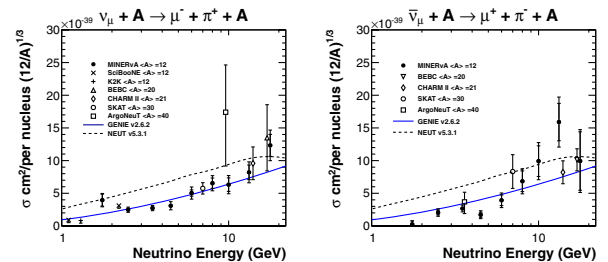 ν_μ + A → μ⁻ + π⁺ + A
×10⁻³⁹
σ cm²/per nucleus (12/A)^1/3
30
25
20
15
10
5
0
MINERvA <A> =12
SciBooNE <A> =12
K2K <A> =12
BEBC <A> =20
CHARM II <A> =21
SKAT <A> =30
ArgoNeuT <A> =40
GENIE v2.6.2
NEUT v5.3.1
1
10
Neutrino Energy (GeV)
ν̅_μ + A → μ⁺ + π⁻ + A
×10⁻³⁹
σ cm²/per nucleus (12/A)^1/3
30
25
20
15
10
5
0
MINERvA <A> =12
BEBC <A> =20
CHARM II <A> =21
SKAT <A> =30
ArgoNeuT <A> =40
GENIE v2.6.2
NEUT v5.3.1
1
10
Neutrino Energy (GeV)